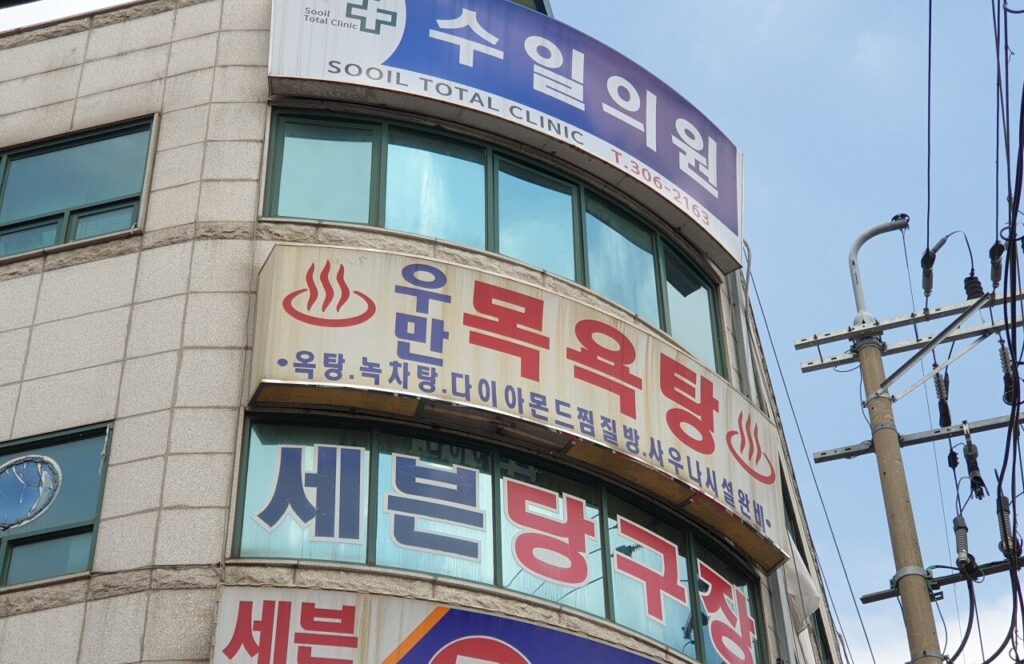 Sooil
Total Clinic
수일의원
SOOIL TOTAL CLINIC T.306-2163
우만 목욕탕
•옥탕.녹차탕.다이아몬드찜질방.사우나시설완비•
세븐당구장
세븐